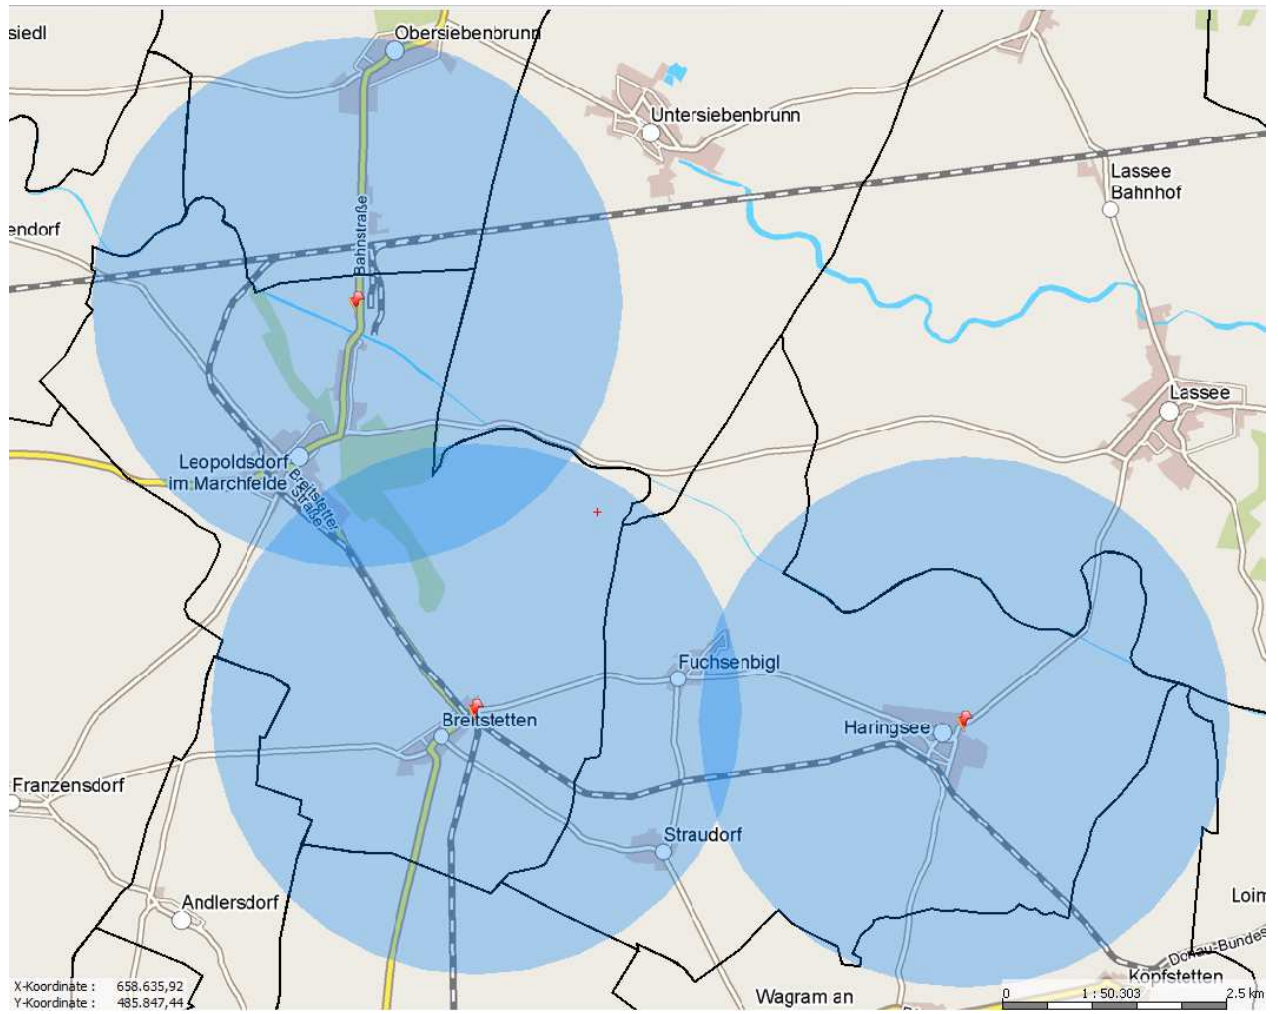 Obersiebenbrunn
siedl
Untersiebenbrunn
Lassee
Bahnhof
Bahnstraße
endorf
Lassee
Leopoldsdorf
im Marchfelde
Breitstetter
Straße
Fuchsenbigl
Breitstetten
Haringsee
Franzensdorf
Straudorf
Andlersdorf
Loim
Donau-Bundes
Kopfstetten
X-Koordinate : 658.635,92
Y-Koordinate : 485.847,44
Wagram an
0 1 : 50.303 2.5 km